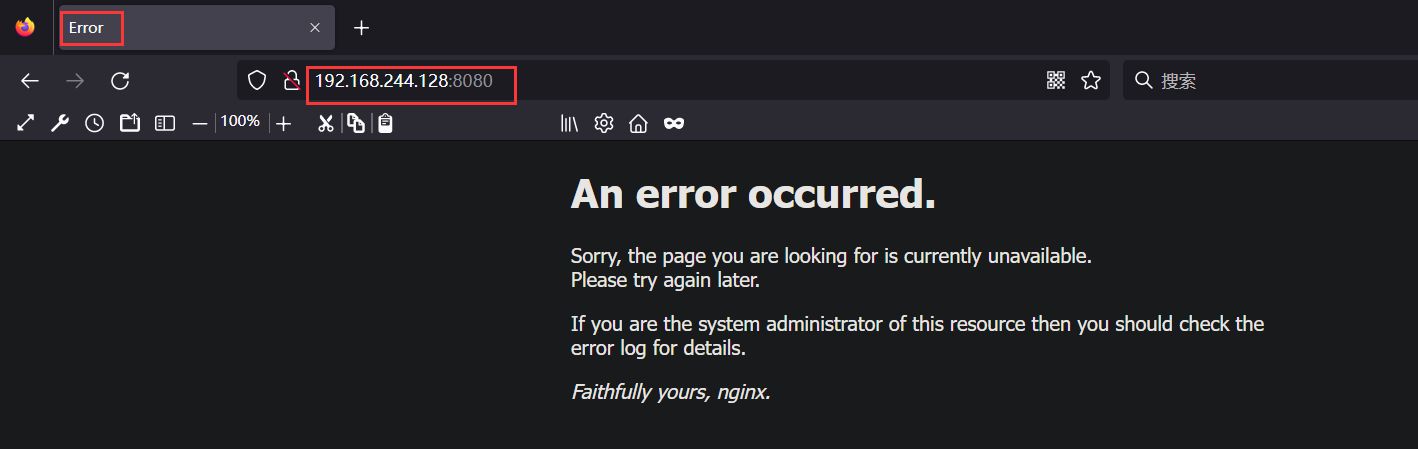 Error
192.168.244.128:8080
搜索
100%
An error occurred.
Sorry, the page you are looking for is currently unavailable.
Please try again later.
If you are the system administrator of this resource then you should check the
error log for details.
Faithfully yours, nginx.